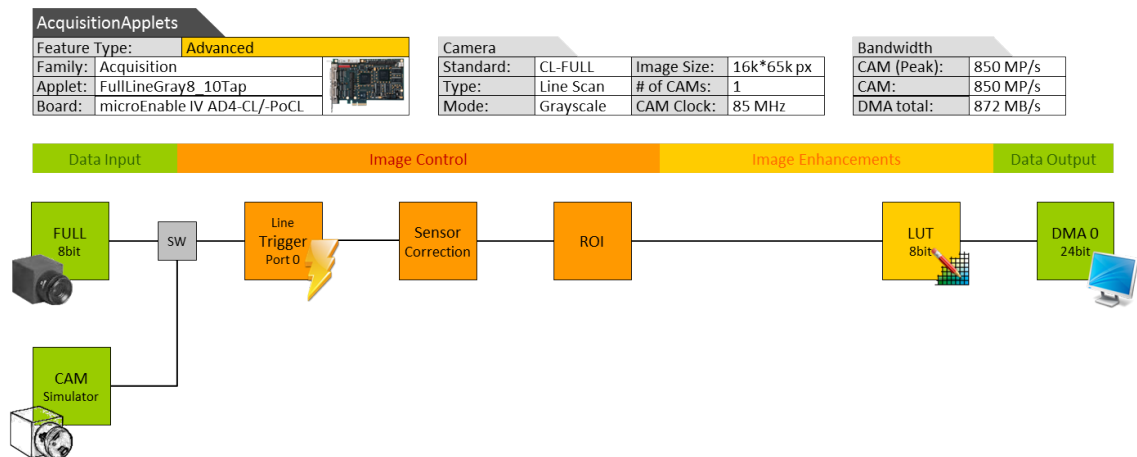 AcquisitionApplets
Feature Type: Advanced
Family: Acquisition
Applet: FullLineGray8_10Tap
Board: microEnable IV AD4-CL/-PoCL
Camera
Standard: CL-FULL Image Size: 16k*65k px
Type: Line Scan # of CAMs: 1
Mode: Grayscale CAM Clock: 85 MHz
Bandwidth
CAM (Peak): 850 MP/s
CAM: 850 MP/s
DMA total: 872 MB/s
Data Input Image Control Image Enhancements Data Output
FULL
8bit
SW
Line
Trigger
Port 0
Sensor
Correction
ROI
LUT
8bit
DMA 0
24bit
CAM
Simulator